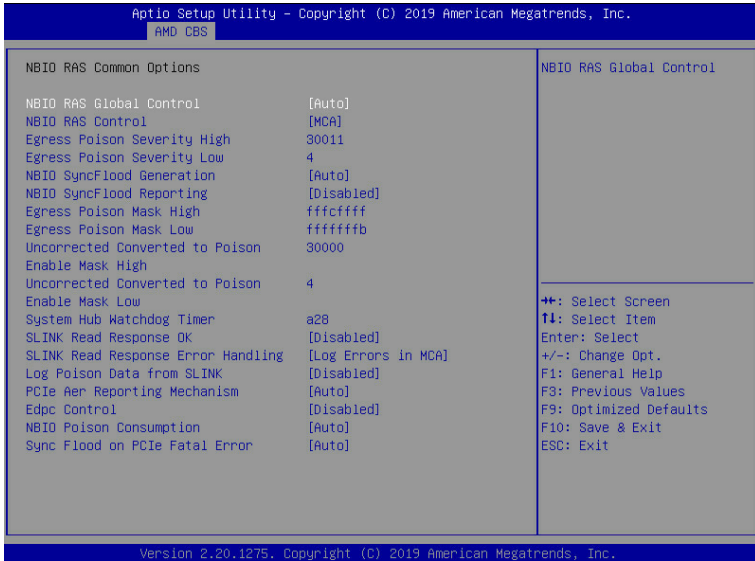 Aptio Setup Utility – Copyright (C) 2019 American Megatrends, Inc.
AMD CBS
NBIO RAS Common Options
NBIO RAS Global Control [Auto]
NBIO RAS Control [MCA]
Egress Poison Severity High 30011
Egress Poison Severity Low 4
NBIO SyncFlood Generation [Auto]
NBIO SyncFlood Reporting [Disabled]
Egress Poison Mask High fffcffff
Egress Poison Mask Low fffffffb
Uncorrected Converted to Poison 30000
Enable Mask High
Uncorrected Converted to Poison 4
Enable Mask Low
System Hub Watchdog Timer a28
SLINK Read Response OK [Disabled]
SLINK Read Response Error Handling [Log Errors in MCA]
Log Poison Data from SLINK [Disabled]
PCIe Aer Reporting Mechanism [Auto]
Edpc Control [Disabled]
NBIO Poison Consumption [Auto]
Sync Flood on PCIe Fatal Error [Auto]
NBIO RAS Global Control
→←: Select Screen
↑↓: Select Item
Enter: Select
+/-: Change Opt.
F1: General Help
F3: Previous Values
F9: Optimized Defaults
F10: Save & Exit
ESC: Exit
Version 2.20.1275. Copyright (C) 2019 American Megatrends, Inc.